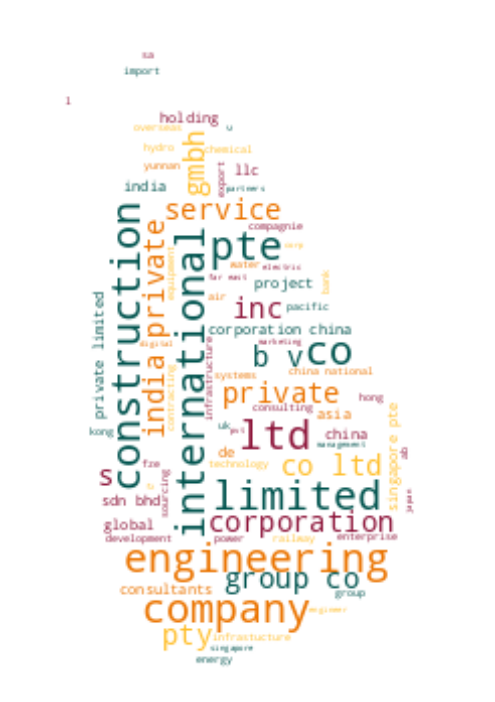 sa
import
l
holding
overseas
u
gmbh
hydro
chemical
yunnan
export
llc
india
partners
construction
service
compagnie
india private
international
pte
corp
equipment
water
electric
far east
project
bank
private limited
air
inc
pacific
corporation china
digital
infrastructure
marketing
b v
co
contracting
systems
china national
private
hong
consulting
asia
singapore pte
uk
pvt
ltd
china
kong
management
de
ab
s
fze
technology
co ltd
sourcing
e
sdn bhd
limited
japan
global
corporation
development
power
railway
enterprise
engineering
group co
consultants
group
company
engineer
pty
infrastucture
singapore
energy